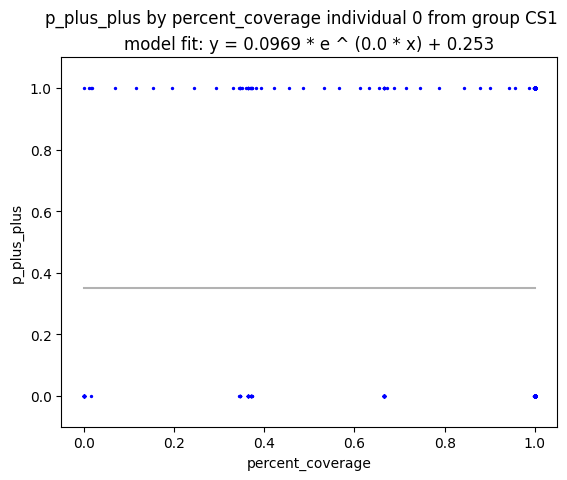 p_plus_plus by percent_coverage individual 0 from group CS1
model fit: y = 0.0969 * e ^ (0.0 * x) + 0.253
1.0
0.8
0.6
0.4
0.2
0.0
p_plus_plus
0.0 0.2 0.4 0.6 0.8 1.0
percent_coverage